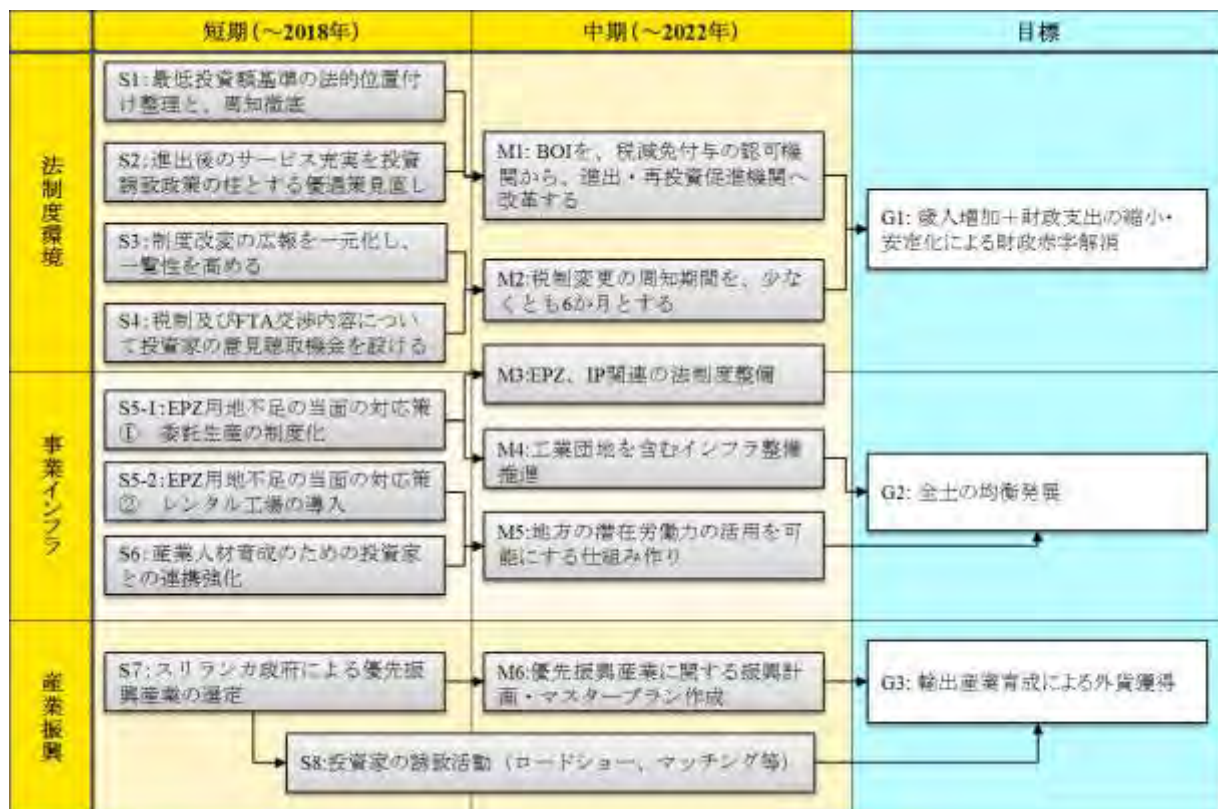 短期(~2018年)
中期(~2022年)
目標
法制度環境
S1:最低投資額基準の法的位置付
け整理と、周知徹底
S2:進出後のサービス充実を投資
誘致政策の柱とする優遇策見直し
S3:制度改変の広報を一元化し、
一覧性を高める
S4:税制及びFTA交渉内容につい
て投資家の意見聴取機会を設ける
M1: BOIを、税減免付与の認可機
関から、進出・再投資促進機関へ
改革する
M2:税制変更の周知期間を、少な
くとも6か月とする
M3:EPZ、IP関連の法制度整備
G1: 歳入増加+財政支出の縮小・
安定化による財政赤字解消
事業インフラ
S5-1:EPZ用地不足の当面の対応策
① 委託生産の制度化
S5-2:EPZ用地不足の当面の対応策
② レンタル工場の導入
S6:産業人材育成のための投資家
との連携強化
M4:工業団地を含むインフラ整備
推進
M5:地方の潜在労働力の活用を可
能にする仕組み作り
G2: 全土の均衡発展
産業振興
S7:スリランカ政府による優先振
興産業の選定
M6:優先振興産業に関する振興計
画・マスタープラン作成
G3: 輸出産業育成による外貨獲得
S8:投資家の誘致活動(ロードショー、マッチング等)